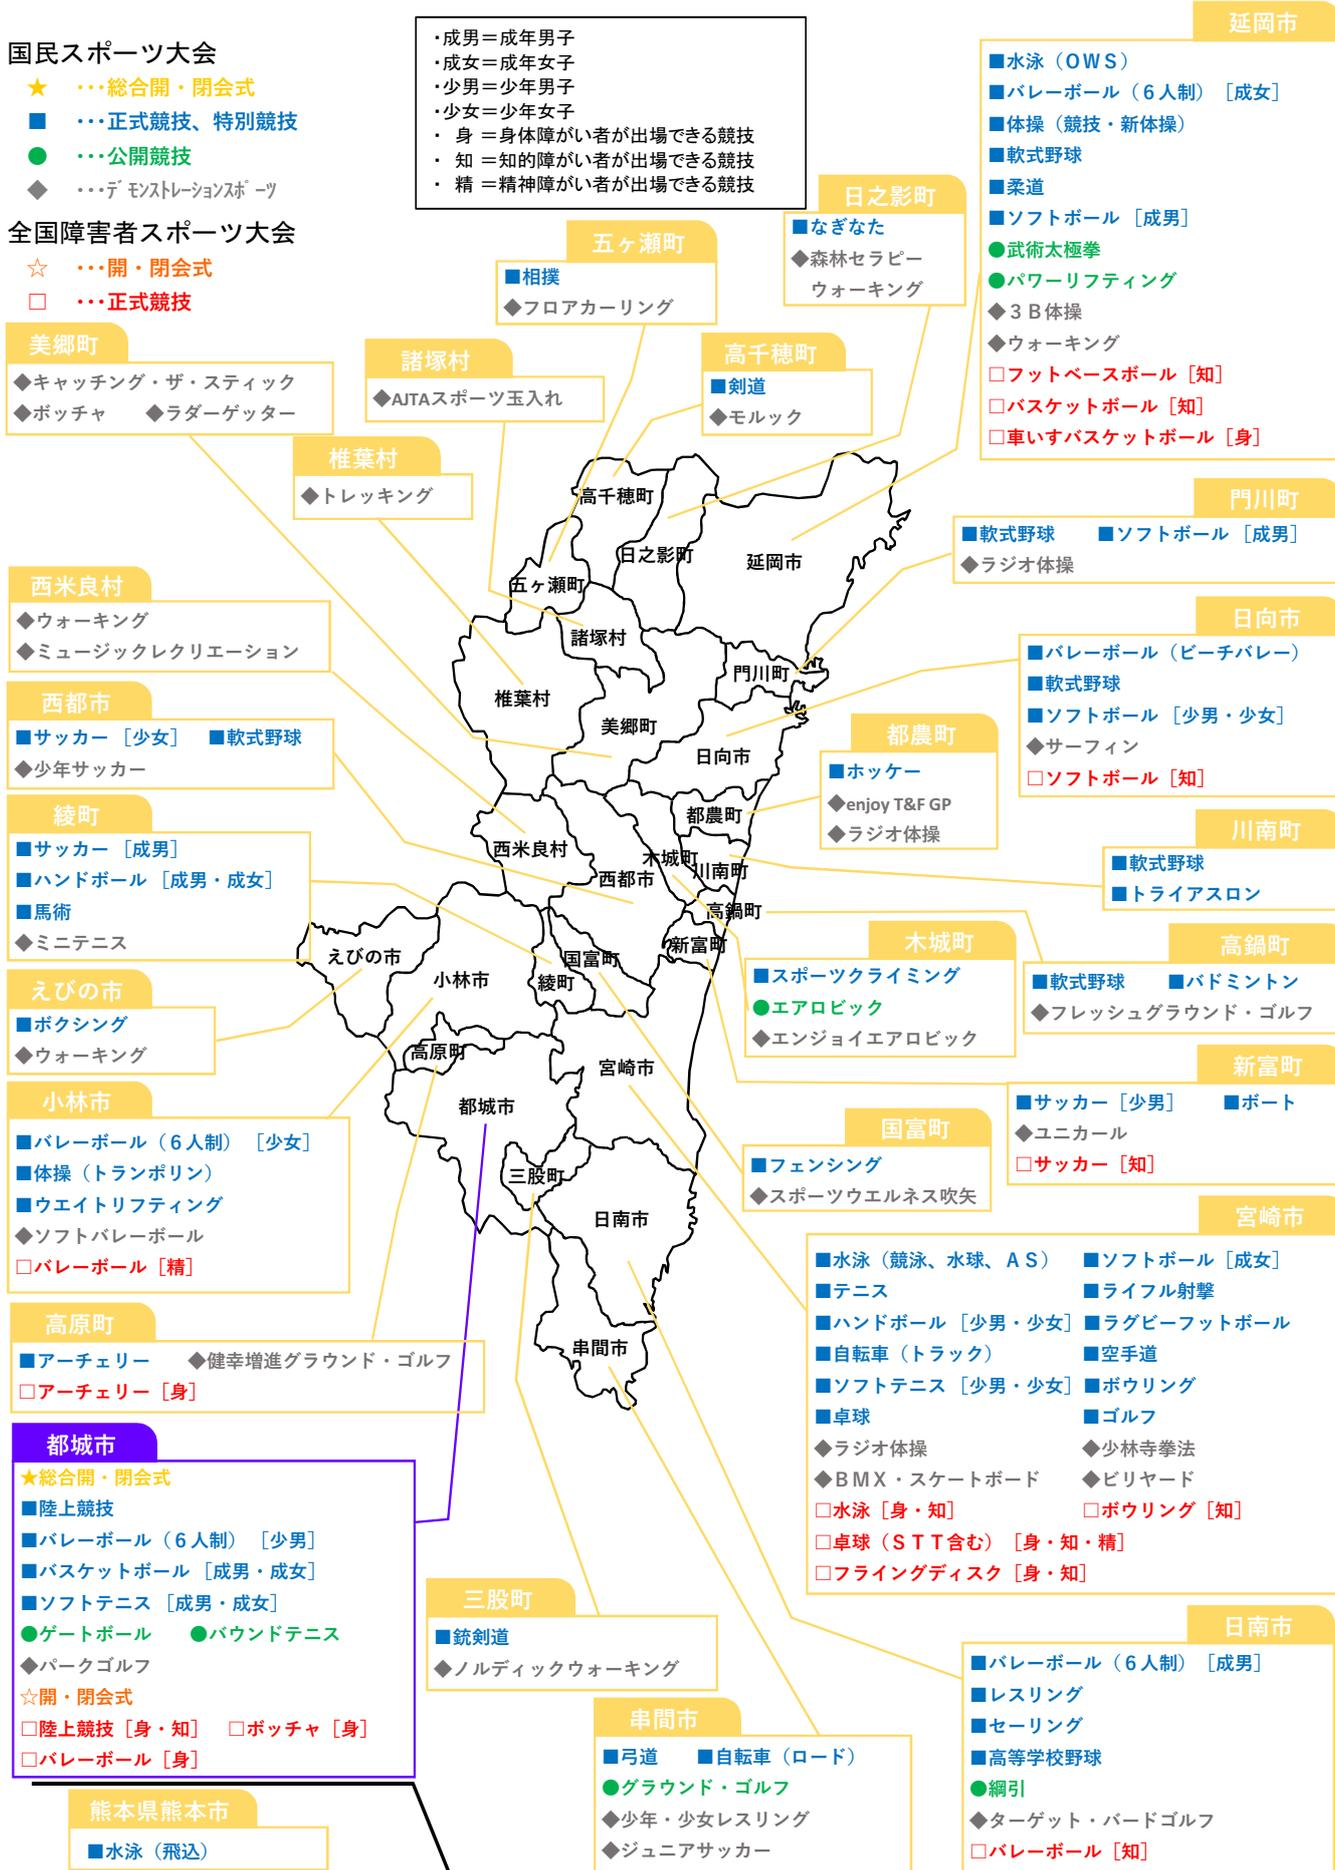 国民スポーツ大会
★ ･･･総合開・閉会式
■ ･･･正式競技、特別競技
● ･･･公開競技
◆ ･･･ﾃﾞﾓﾝｽﾄﾚｰｼｮﾝｽﾎﾟｰﾂ
全国障害者スポーツ大会
☆ ･･･開・閉会式
□ ･･･正式競技
・成男＝成年男子
・成女＝成年女子
・少男＝少年男子
・少女＝少年女子
・ 身 ＝身体障がい者が出場できる競技
・ 知 ＝知的障がい者が出場できる競技
・ 精 ＝精神障がい者が出場できる競技
延岡市
■水泳（ＯＷＳ）
■バレーボール（６人制）［成女］
■体操（競技・新体操）
■軟式野球
■柔道
■ソフトボール［成男］
●武術太極拳
●パワーリフティング
◆３Ｂ体操
◆ウォーキング
□フットベースボール［知］
□バスケットボール［知］
□車いすバスケットボール［身］
日之影町
■なぎなた
◆森林セラピー
ウォーキング
五ヶ瀬町
■相撲
◆フロアカーリング
高千穂町
■剣道
◆モルック
諸塚村
◆AJTAスポーツ玉入れ
美郷町
◆キャッチング・ザ・スティック
◆ボッチャ ◆ラダーゲッター
椎葉村
◆トレッキング
西米良村
◆ウォーキング
◆ミュージックレクリエーション
西都市
■サッカー［少女］ ■軟式野球
◆少年サッカー
綾町
■サッカー［成男］
■ハンドボール［成男・成女］
■馬術
◆ミニテニス
えびの市
■ボクシング
◆ウォーキング
小林市
■バレーボール（６人制）［少女］
■体操（トランポリン）
■ウエイトリフティング
◆ソフトバレーボール
□バレーボール［精］
高原町
■アーチェリー ◆健幸増進グラウンド・ゴルフ
□アーチェリー［身］
都城市
★総合開・閉会式
■陸上競技
■バレーボール（６人制）［少男］
■バスケットボール［成男・成女］
■ソフトテニス［成男・成女］
●ゲートボール ●バウンドテニス
◆パークゴルフ
☆開・閉会式
□陸上競技［身・知］ □ボッチャ［身］
□バレーボール［身］
熊本県熊本市
■水泳（飛込）
高千穂町
日之影町
延岡市
五ヶ瀬町
諸塚村
門川町
椎葉村
美郷町
日向市
都農町
西米良村
木城町
川南町
西都市
高鍋町
新富町
えびの市
国富町
小林市
綾町
高原町
宮崎市
都城市
三股町
日南市
串間市
門川町
■軟式野球 ■ソフトボール［成男］
◆ラジオ体操
日向市
■バレーボール（ビーチバレー）
■軟式野球
■ソフトボール［少男・少女］
◆サーフィン
□ソフトボール［知］
都農町
■ホッケー
◆enjoy T&F GP
◆ラジオ体操
川南町
■軟式野球
■トライアスロン
木城町
■スポーツクライミング
●エアロビック
◆エンジョイエアロビック
高鍋町
■軟式野球 ■バドミントン
◆フレッシュグラウンド・ゴルフ
新富町
■サッカー［少男］ ■ボート
◆ユニカール
□サッカー［知］
国富町
■フェンシング
◆スポーツウエルネス吹矢
宮崎市
■水泳（競泳、水球、ＡＳ） ■ソフトボール［成女］
■テニス ■ライフル射撃
■ハンドボール［少男・少女］ ■ラグビーフットボール
■自転車（トラック） ■空手道
■ソフトテニス［少男・少女］ ■ボウリング
■卓球 ■ゴルフ
◆ラジオ体操 ◆少林寺拳法
◆ＢＭＸ・スケートボード ◆ビリヤード
□水泳［身・知］ □ボウリング［知］
□卓球（ＳＴＴ含む）［身・知・精］
□フライングディスク［身・知］
三股町
■銃剣道
◆ノルディックウォーキング
串間市
■弓道 ■自転車（ロード）
●グラウンド・ゴルフ
◆少年・少女レスリング
◆ジュニアサッカー
日南市
■バレーボール（６人制）［成男］
■レスリング
■セーリング
■高等学校野球
●綱引
◆ターゲット・バードゴルフ
□バレーボール［知］